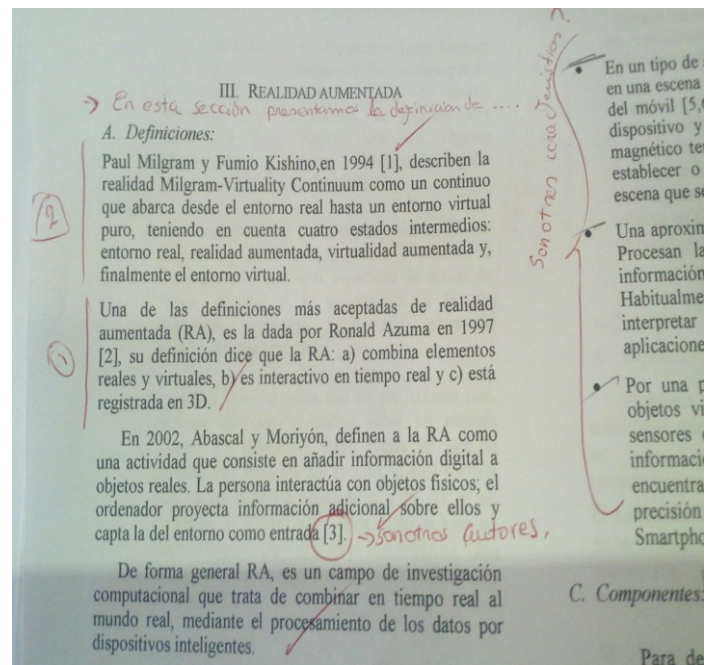 III. REALIDAD AUMENTADA
→ En esta sección presentamos la definición de ....
A. Definiciones:
Paul Milgram y Fumio Kishino,en 1994 [1], describen la
realidad Milgram-Virtuality Continuum como un continuo
que abarca desde el entorno real hasta un entorno virtual
puro, teniendo en cuenta cuatro estados intermedios:
entorno real, realidad aumentada, virtualidad aumentada y,
finalmente el entorno virtual.
2
Una de las definiciones más aceptadas de realidad
aumentada (RA), es la dada por Ronald Azuma en 1997
[2], su definición dice que la RA: a) combina elementos
reales y virtuales, b) es interactivo en tiempo real y c) está
registrada en 3D.
1
En 2002, Abascal y Moriyón, definen a la RA como
una actividad que consiste en añadir información digital a
objetos reales. La persona interactúa con objetos físicos; el
ordenador proyecta información adicional sobre ellos y
capta la del entorno como entrada [3]. → son otros autores.
De forma general RA, es un campo de investigación
computacional que trata de combinar en tiempo real al
mundo real, mediante el procesamiento de los datos por
dispositivos inteligentes.
Son otras características?
En un tipo de
en una escena
del móvil [5,
dispositivo y
magnético
establecer o
escena que
Una
Procesan la
información
interpretar
Por una
objetos
sensores
precisión
C. Componentes:
Para